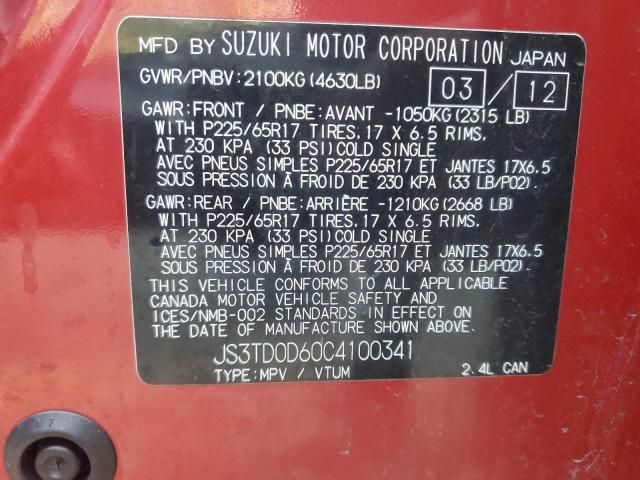 MFD BY SUZUKI MOTOR CORPORATION JAPAN
GVWR/PNBV:2100KG(4630LB) 03 / 12
GAWR:FRONT / PNBE:AVANT -1050KG(2315 LB)
WITH P225/65R17 TIRES,17 X 6.5 RIMS,
AT 230 KPA (33 PSI)COLD SINGLE
AVEC PNEUS SIMPLES P225/65R17 ET JANTES 17X6.5
SOUS PRESSION A FROID DE 230 KPA (33 LB/PO2).
GAWR:REAR / PNBE:ARRIÈRE -1210KG(2668 LB)
WITH P225/65R17 TIRES,17 X 6.5 RIMS,
AT 230 KPA (33 PSI)COLD SINGLE
AVEC PNEUS SIMPLES P225/65R17 ET JANTES 17X6.5
SOUS PRESSION A FROID DE 230 KPA (33 LB/PO2).
THIS VEHICLE CONFORMS TO ALL APPLICABLE
CANADA MOTOR VEHICLE SAFETY AND
ICES/NMB-002 STANDARDS IN EFFECT ON
THE DATE OF MANUFACTURE SHOWN ABOVE.
JS3TD0D60C4100341
TYPE:MPV / VTUM 2.4L CAN